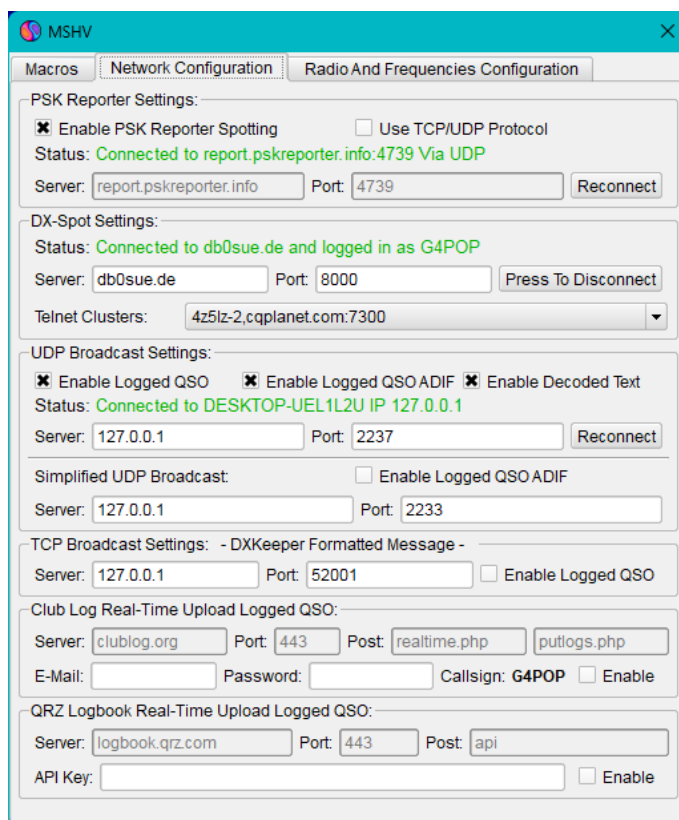 MSHV
Macros Network Configuration Radio And Frequencies Configuration
PSK Reporter Settings:
Enable PSK Reporter Spotting Use TCP/UDP Protocol
Status: Connected to report.pskreporter.info:4739 Via UDP
Server: report.pskreporter.info Port: 4739 Reconnect
DX-Spot Settings:
Status: Connected to db0sue.de and logged in as G4POP
Server: db0sue.de Port: 8000 Press To Disconnect
Telnet Clusters: 4z5lz-2,cqplanet.com:7300
UDP Broadcast Settings:
Enable Logged QSO Enable Logged QSO ADIF Enable Decoded Text
Status: Connected to DESKTOP-UEL1L2U IP 127.0.0.1
Server: 127.0.0.1 Port: 2237 Reconnect
Simplified UDP Broadcast: Enable Logged QSO ADIF
Server: 127.0.0.1 Port: 2233
TCP Broadcast Settings: - DXKeeper Formatted Message -
Server: 127.0.0.1 Port: 52001 Enable Logged QSO
Club Log Real-Time Upload Logged QSO:
Server: clublog.org Port: 443 Post: realtime.php putlogs.php
E-Mail: Password: Callsign: G4POP Enable
QRZ Logbook Real-Time Upload Logged QSO:
Server: logbook.qrz.com Port: 443 Post: api
API Key: Enable